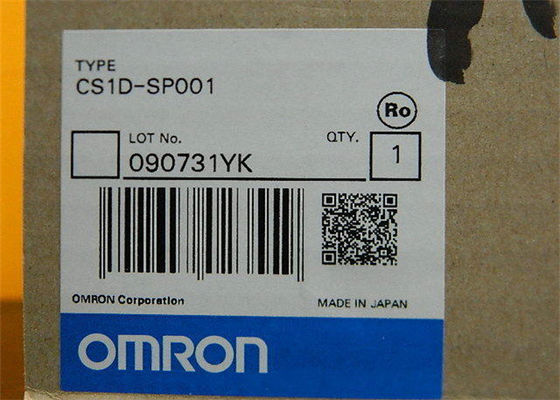 TYPE
CS1D-SP001
Ro
LOT No.
QTY.
090731YK
1
OMRON Corporation
MADE IN JAPAN
OMRON